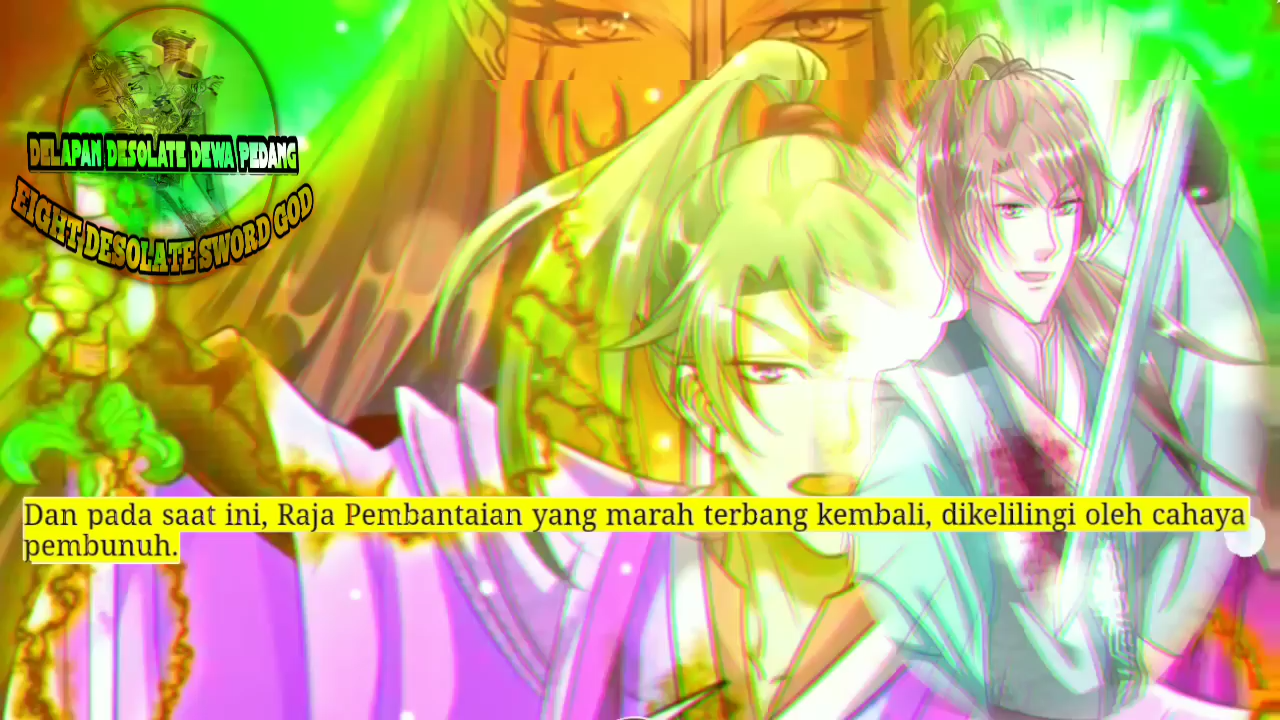 DELAPAN DESOLATE DEWA PEDANG
EIGHT DESOLATE SWORD GOD
Dan pada saat ini, Raja Pembantaian yang marah terbang kembali, dikelilingi oleh cahaya
pembunuh.